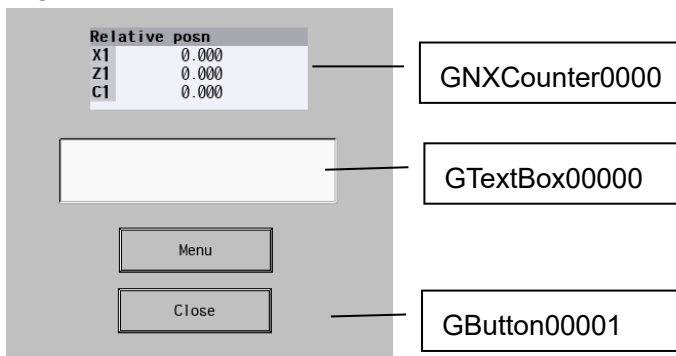 Relative posn
X1 0.000
Z1 0.000
C1 0.000
GNXCounter0000
GTextBox00000
Menu
Close
GButton00001